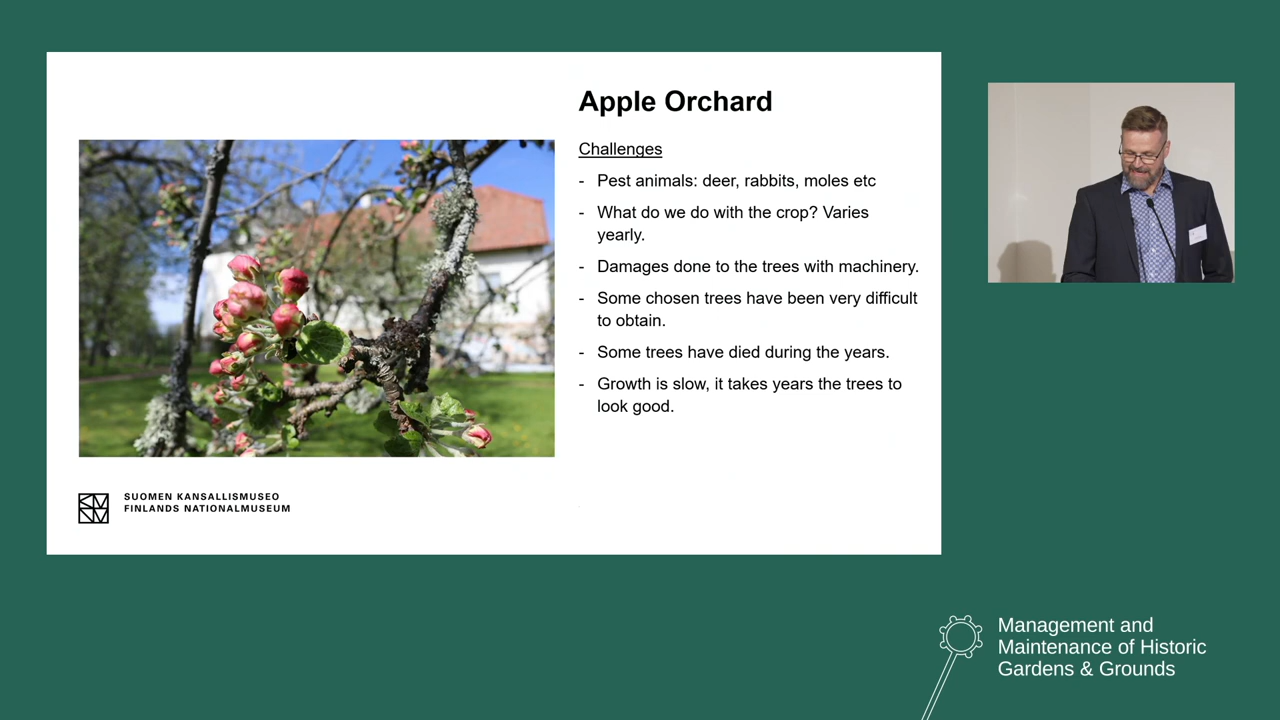 Apple Orchard
Challenges
- Pest animals: deer, rabbits, moles etc
- What do we do with the crop? Varies
yearly.
- Damages done to the trees with machinery.
- Some chosen trees have been very difficult
to obtain.
- Some trees have died during the years.
- Growth is slow, it takes years the trees to
look good.
SUOMEN KANSALLISMUSEO
FINLANDS NATIONALMUSEUM
Management and
Maintenance of Historic
Gardens & Grounds